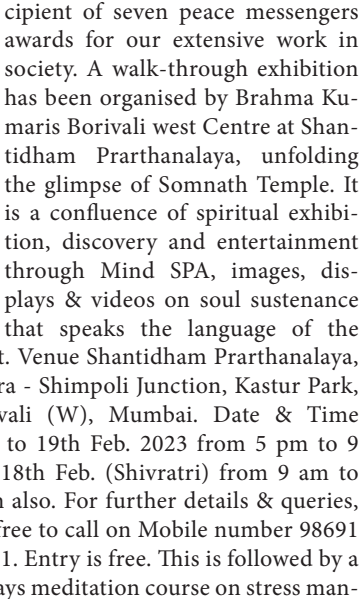 cipient of seven peace messengers
awards for our extensive work in
society. A walk-through exhibition
has been organised by Brahma Ku-
maris Borivali west Centre at Shan-
tidham Prarthanalaya, unfolding
the glimpse of Somnath Temple. It
is a confluence of spiritual exhibi-
tion, discovery and entertainment
through Mind SPA, images, dis-
plays & videos on soul sustenance
that speaks the language of the
t. Venue Shantidham Prarthanalaya,
ra - Shimpoli Junction, Kastur Park,
vali (W), Mumbai. Date & Time
to 19th Feb. 2023 from 5 pm to 9
18th Feb. (Shivratri) from 9 am to
also. For further details & queries,
free to call on Mobile number 98691
1. Entry is free. This is followed by a
ays meditation course on stress man-